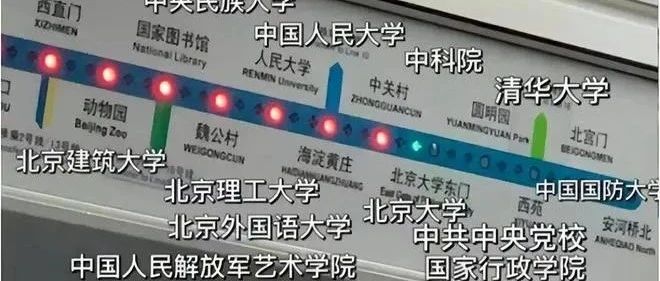 中央民族大学
西直门
XIZHIMEN
国家图书馆
National Library
中国人民大学
人民大学
RENMIN University
中科院
中关村
ZHONGGUANCUN
清华大学
圆明园
YUANMINGYUAN Park
北宫门
动物园
Beijing Zoo
魏公村
WEIGONGCUN
海淀黄庄
HAIDIANHUANGZHUANG
北京大学东门
西苑
中国国防大学
安河桥北
ANHEQIAO North
北京建筑大学
北京理工大学
北京大学
北京外国语大学
中共中央党校
中国人民解放军艺术学院
国家行政学院